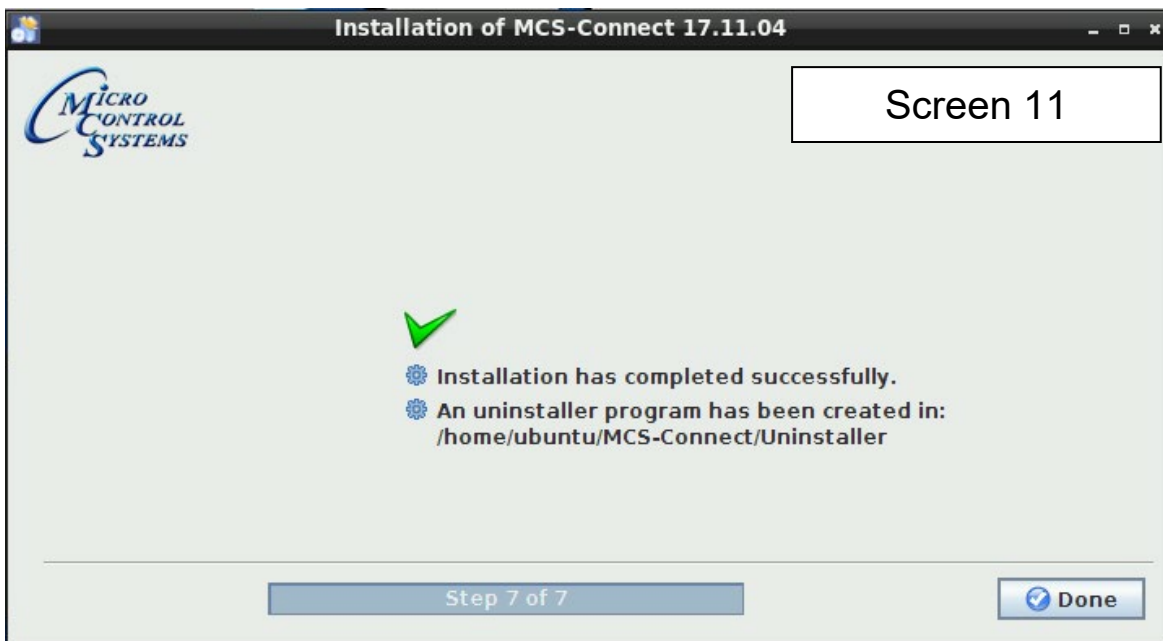 Installation of MCS-Connect 17.11.04
MICRO
CONTROL
SYSTEMS
Screen 11
Installation has completed successfully.
An uninstaller program has been created in:
/home/ubuntu/MCS-Connect/Uninstaller
Step 7 of 7
Done